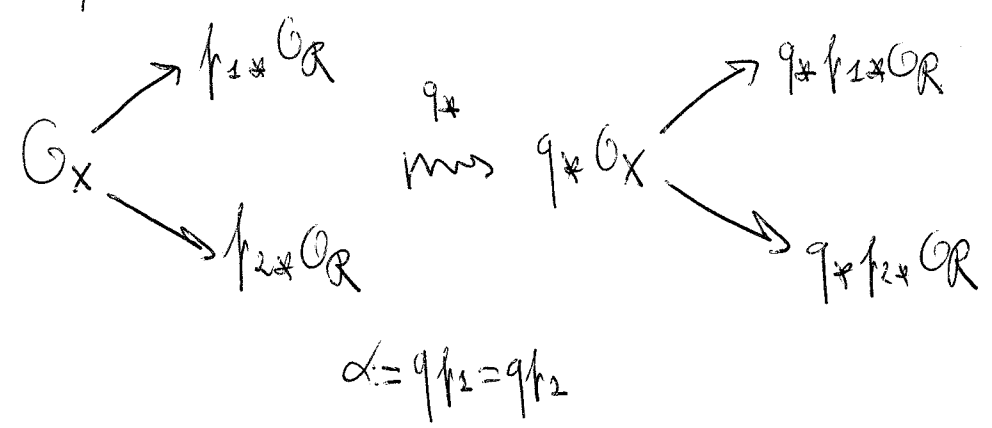 p₁⁎𝒪_R q⁎p₁⁎𝒪_R
q⁎
𝒪_X ⇝ q⁎𝒪_X
p₂⁎𝒪_R q⁎p₂⁎𝒪_R
α:=qp₁=qp₂